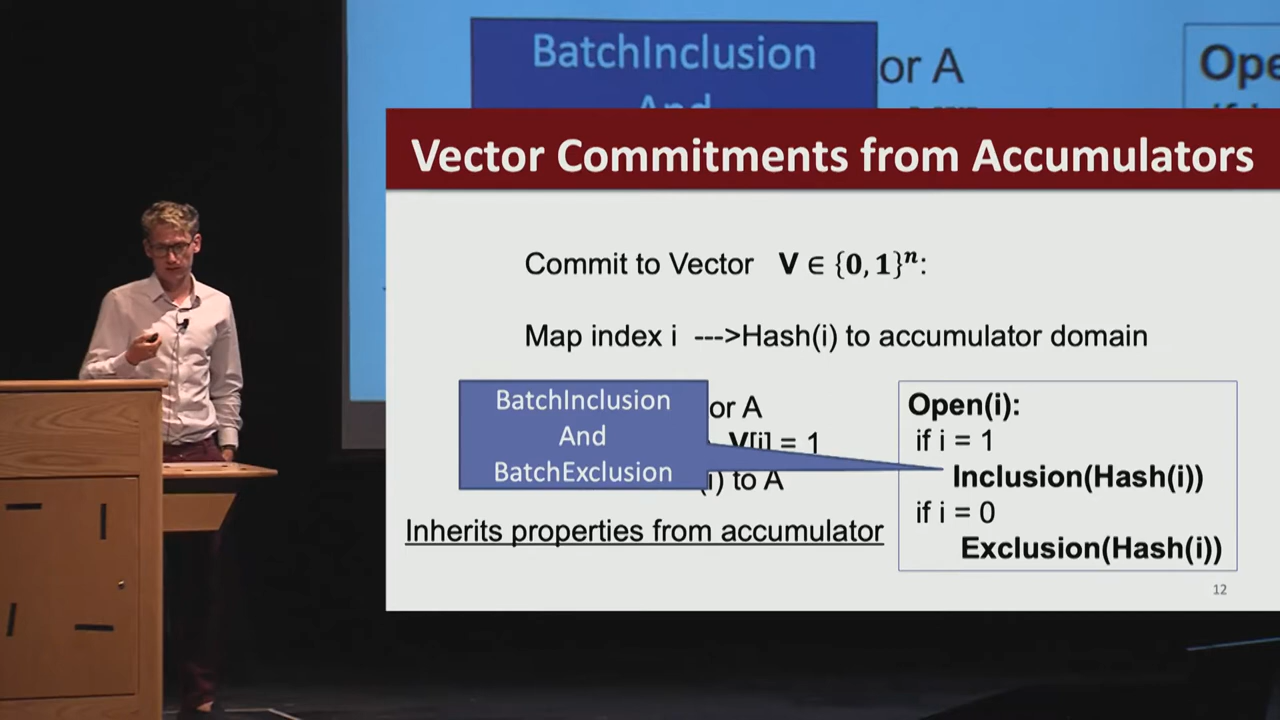 BatchInclusion
And
or A
Ope
Vector Commitments from Accumulators
Commit to Vector V ∈ {0, 1}ⁿ:
Map index i --->Hash(i) to accumulator domain
BatchInclusion
And
BatchExclusion
or A
V[i] = 1
(i) to A
Inherits properties from accumulator
Open(i):
if i = 1
Inclusion(Hash(i))
if i = 0
Exclusion(Hash(i))
12